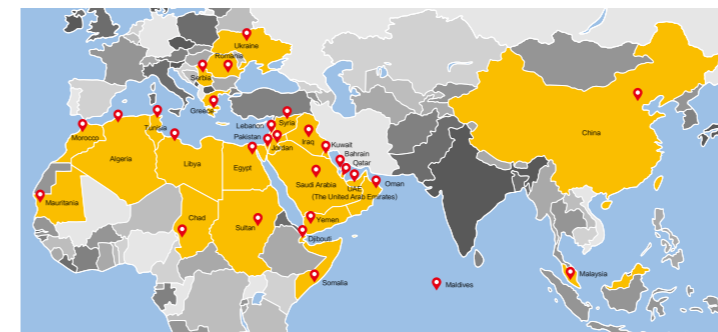 Ukraine
Romania
Serbia
Greece
China
Tunisia
Lebanon
Syria
Morocco
Pakistan
Jordan
Iraq
Kuwait
Bahrain
Qatar
Algeria
Libya
Egypt
Saudi Arabia
UAE
(The United Arab Emirates)
Oman
Mauritania
Chad
Sultan
Yemen
Djibouti
Somalia
Maldives
Malaysia